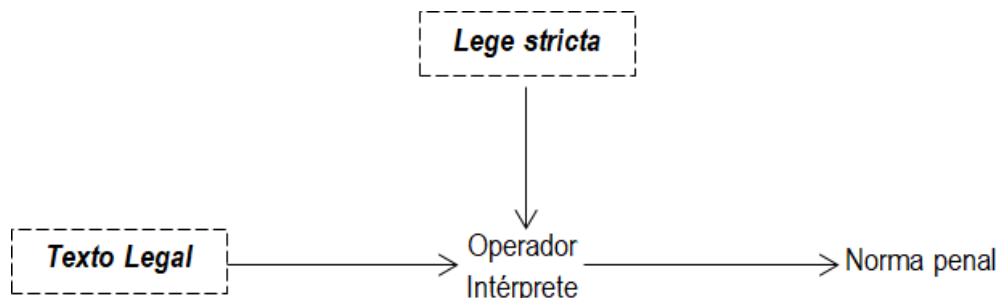 Lege stricta
Texto Legal
Operador
Intérprete
Norma penal